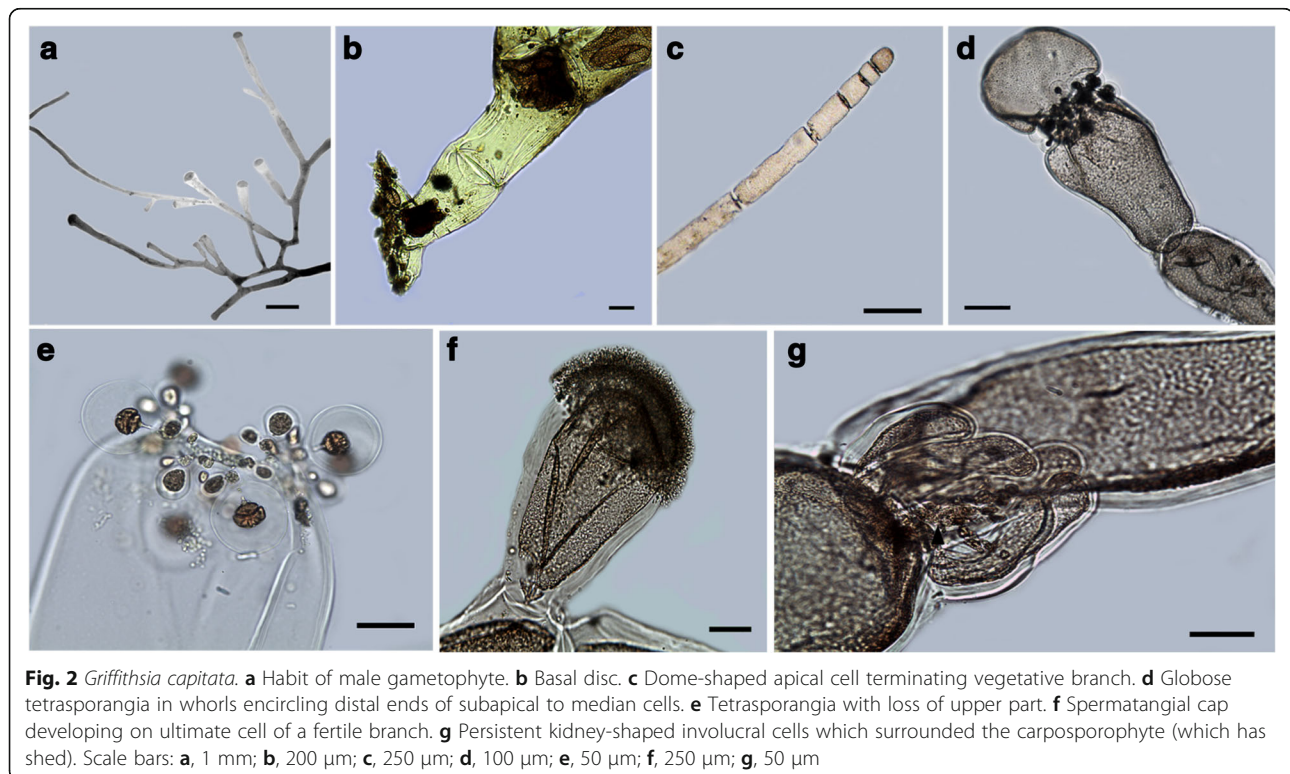 a
b
c
d
e
f
g
Fig. 2 Griffithsia capitata. a Habit of male gametophyte. b Basal disc. c Dome-shaped apical cell terminating vegetative branch. d Globose
tetrasporangia in whorls encircling distal ends of subapical to median cells. e Tetrasporangia with loss of upper part. f Spermatangial cap
developing on ultimate cell of a fertile branch. g Persistent kidney-shaped involucral cells which surrounded the carposporophyte (which has
shed). Scale bars: a, 1 mm; b, 200 μm; c, 250 μm; d, 100 μm; e, 50 μm; f, 250 μm; g, 50 μm